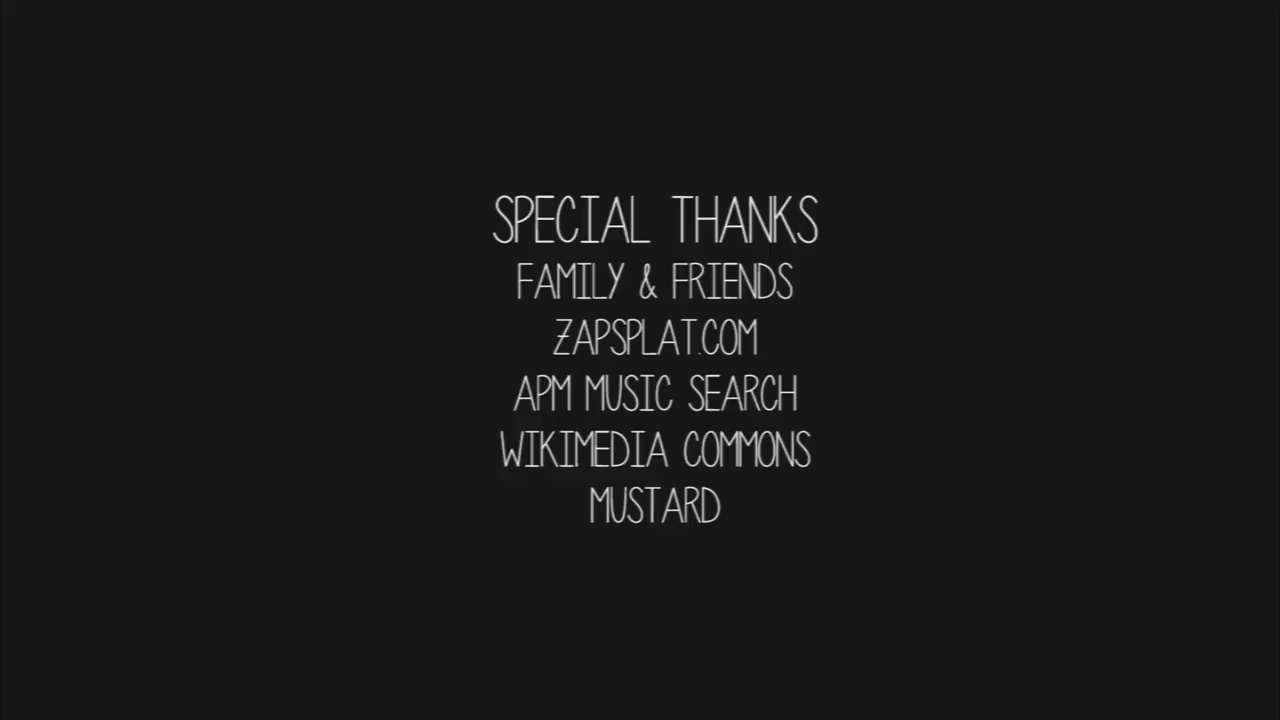 SPECIAL THANKS
FAMILY & FRIENDS
ZAPSPLAT.COM
APM MUSIC SEARCH
WIKIMEDIA COMMONS
MUSTARD